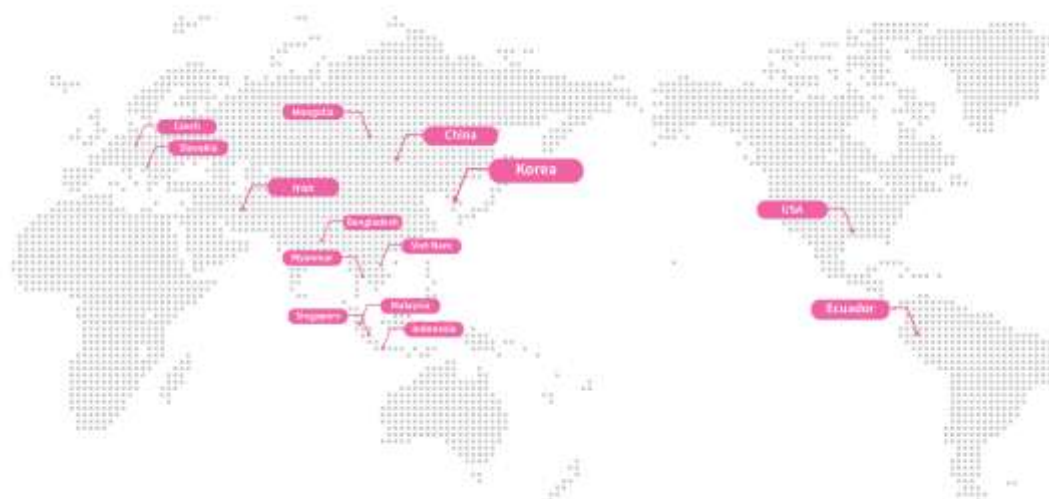 Mongolia
Czech
China
Slovakia
Korea
Iran
USA
Bangladesh
Viet Nam
Myanmar
Malaysia
Ecuador
Singapore
Indonesia